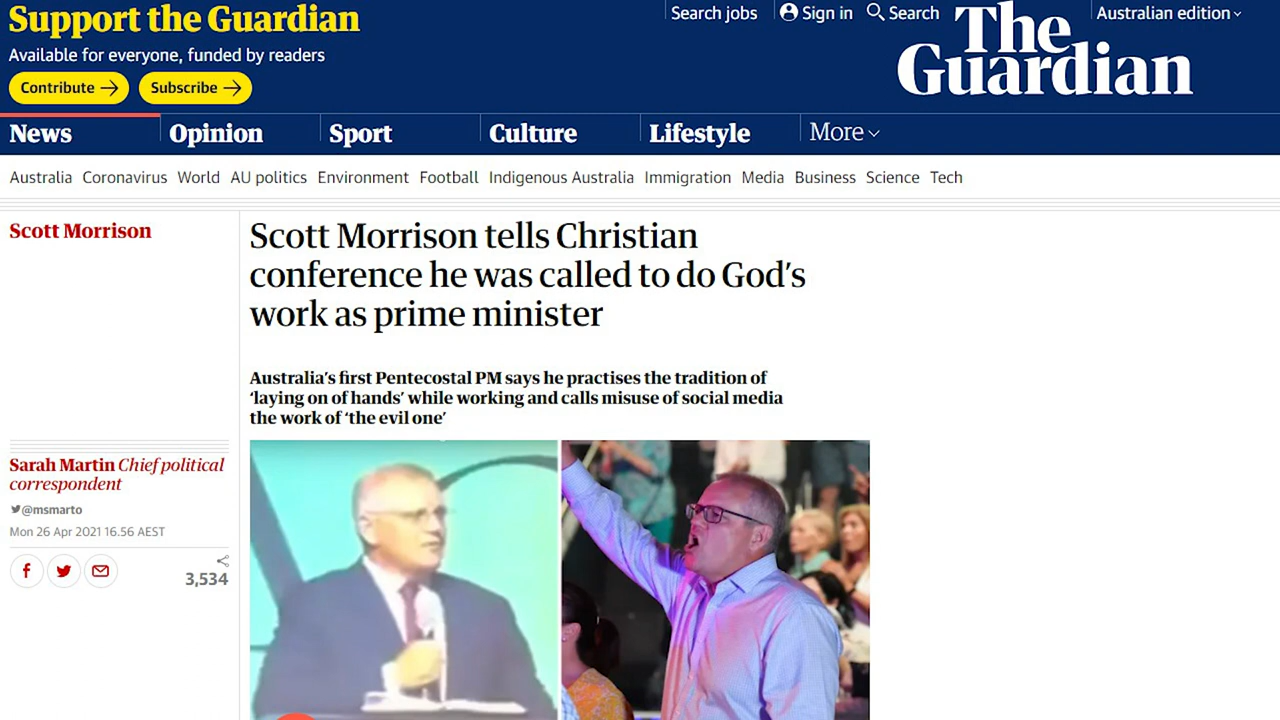 Support the Guardian
Available for everyone, funded by readers
Contribute
Subscribe
Search jobs
Sign in
Search
Australian edition
The
Guardian
News
Opinion
Sport
Culture
Lifestyle
More
Australia Coronavirus World AU politics Environment Football Indigenous Australia Immigration Media Business Science Tech
Scott Morrison
Scott Morrison tells Christian
conference he was called to do God’s
work as prime minister
Australia’s first Pentecostal PM says he practises the tradition of
‘laying on of hands’ while working and calls misuse of social media
the work of ‘the evil one’
Sarah Martin Chief political
correspondent
@msmarto
Mon 26 Apr 2021 16.56 AEST
3,534